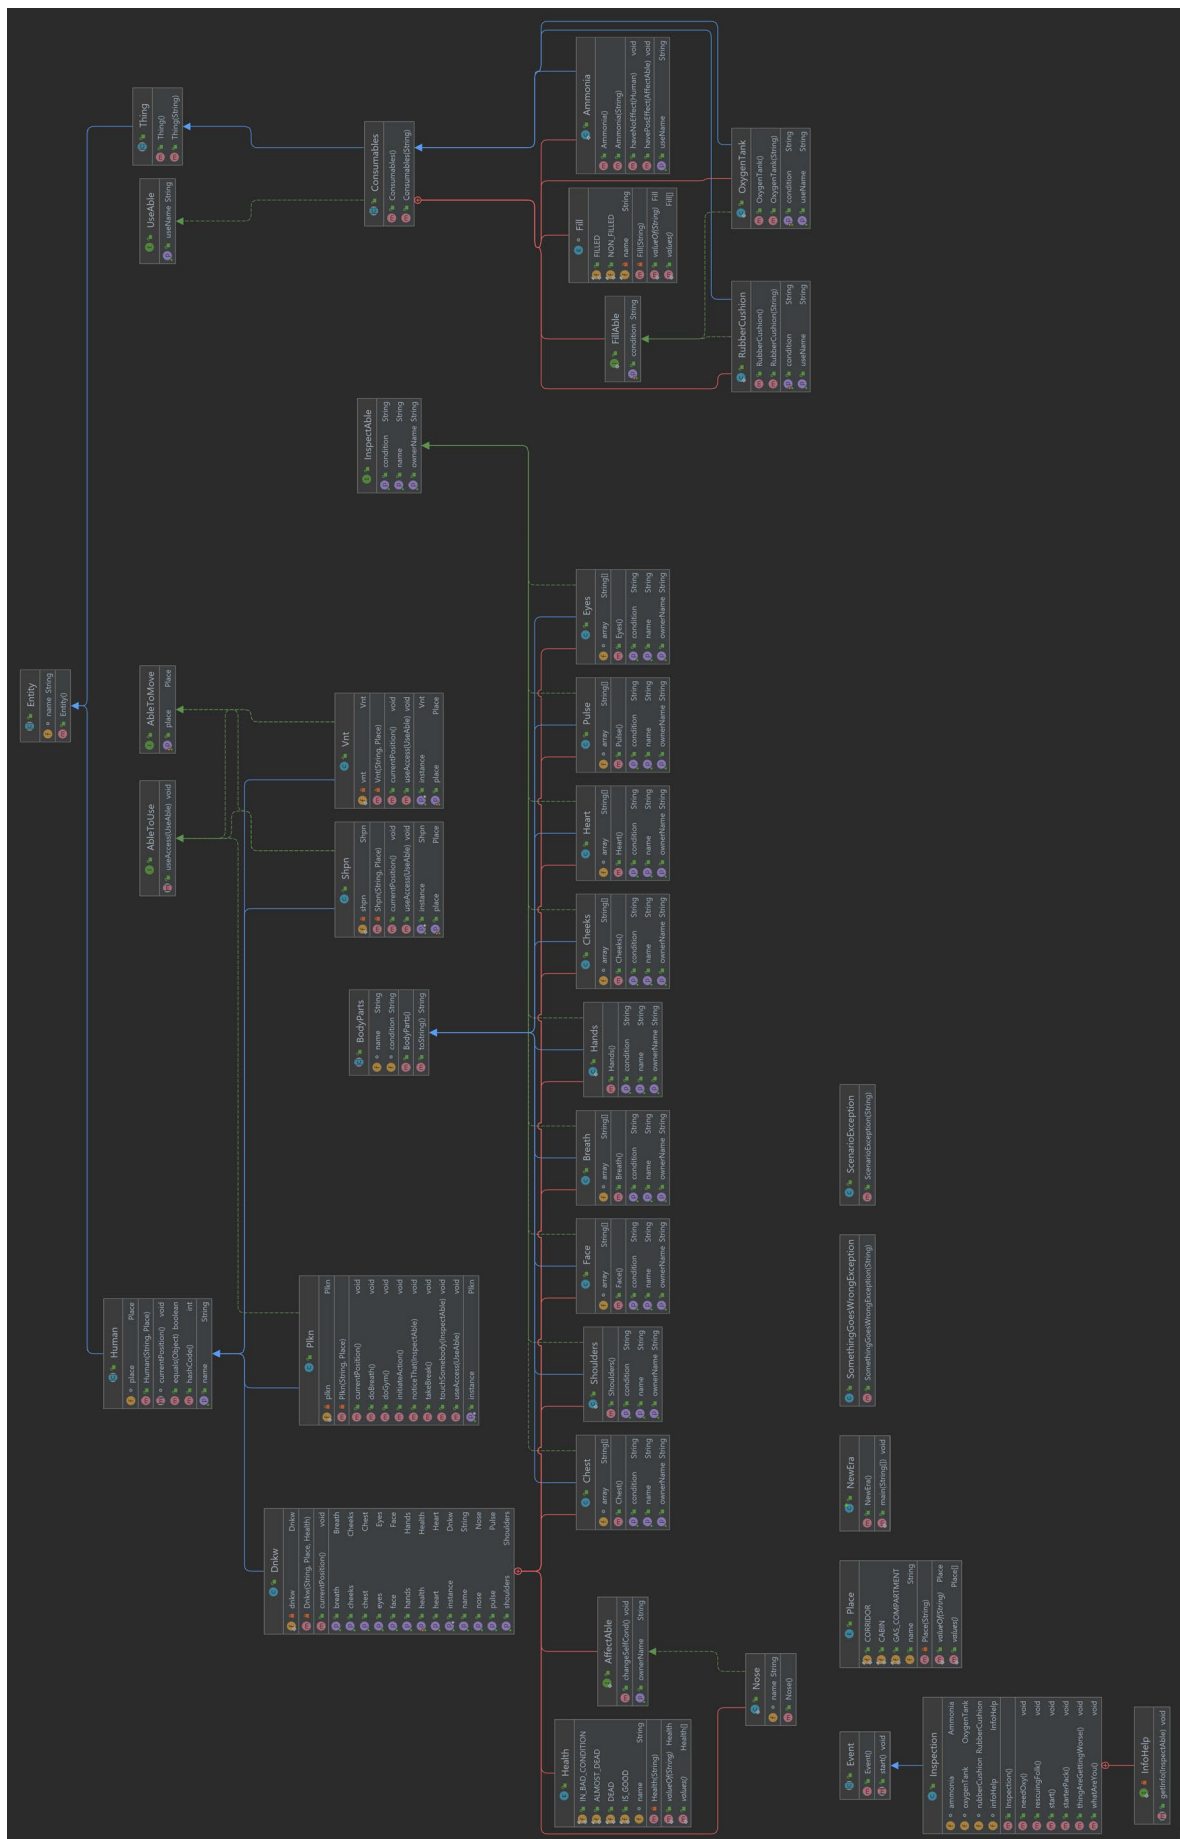 Entity
name String
Entity()
Human
place Place
Human(String, Place)
currentPosition() void
equals(Object) boolean
hashCode() int
name String
AbleToUse
useAccess(UseAble) void
AbleToMove
place Place
UseAble
useName String
Thing
Thing()
Thing(String)
Dnkw
dnkw Dnkw
Dnkw(String, Place, Health)
currentPosition() void
breath Breath
cheeks Cheeks
chest Chest
eyes Eyes
face Face
hands Hands
health Health
heart Heart
instance Dnkw
name String
nose Nose
pulse Pulse
shoulders Shoulders
Plkn
plkn Plkn
Plkn(String, Place)
currentPosition() void
doBreath() void
doGym() void
initiateAction() void
noticeThat(InspectAble) void
takeBreak() void
touchSomebody(InspectAble) void
useAccess(UseAble) void
instance Plkn
BodyParts
name String
condition String
BodyParts()
toString() String
Shpn
shpn Shpn
Shpn(String, Place)
currentPosition() void
useAccess(UseAble) void
instance Shpn
place Place
Vnt
vnt Vnt
Vnt(String, Place)
currentPosition() void
useAccess(UseAble) void
instance Vnt
place Place
InspectAble
condition String
name String
ownerName String
Consumables
Consumables()
Consumables(String)
Health
IN_BAD_CONDITION
ALMOST_DEAD
DEAD
IS_GOOD
name String
Health(String)
valueOf(String) Health
values() Health[]
AffectAble
changeSelfCond() void
ownerName String
Chest
array String[]
Chest()
condition String
name String
ownerName String
Shoulders
Shoulders()
condition String
name String
ownerName String
Face
array String[]
Face()
condition String
name String
ownerName String
Breath
array String[]
Breath()
condition String
name String
ownerName String
Hands
Hands()
condition String
name String
ownerName String
Cheeks
array String[]
Cheeks()
condition String
name String
ownerName String
Heart
array String[]
Heart()
condition String
name String
ownerName String
Pulse
array String[]
Pulse()
condition String
name String
ownerName String
Eyes
array String[]
Eyes()
condition String
name String
ownerName String
FillAble
condition String
Fill
FILLED
NON_FILLED
name String
Fill(String)
valueOf(String) Fill
values() Fill[]
Ammonia
Ammonia()
Ammonia(String)
haveNoEffect(Human) void
havePosEffect(AffectAble) void
useName String
Nose
name String
Nose()
RubberCushion
RubberCushion()
RubberCushion(String)
condition String
useName String
OxygenTank
OxygenTank()
OxygenTank(String)
condition String
useName String
Event
Event()
start() void
Place
CORRIDOR
CABIN
GAS_COMPARTMENT
name String
Place(String)
valueOf(String) Place
values() Place[]
NewEra
NewEra()
main(String[]) void
SomethingGoesWrongException
SomethingGoesWrongException(String)
ScenarioException
ScenarioException(String)
Inspection
ammonia Ammonia
oxygenTank OxygenTank
rubberCushion RubberCushion
infoHelp InfoHelp
Inspection()
needOxy() void
rescuingFolk() void
start() void
starterPack() void
thingAreGettingWorse() void
whatAreYou() void
InfoHelp
getInfo(InspectAble) void